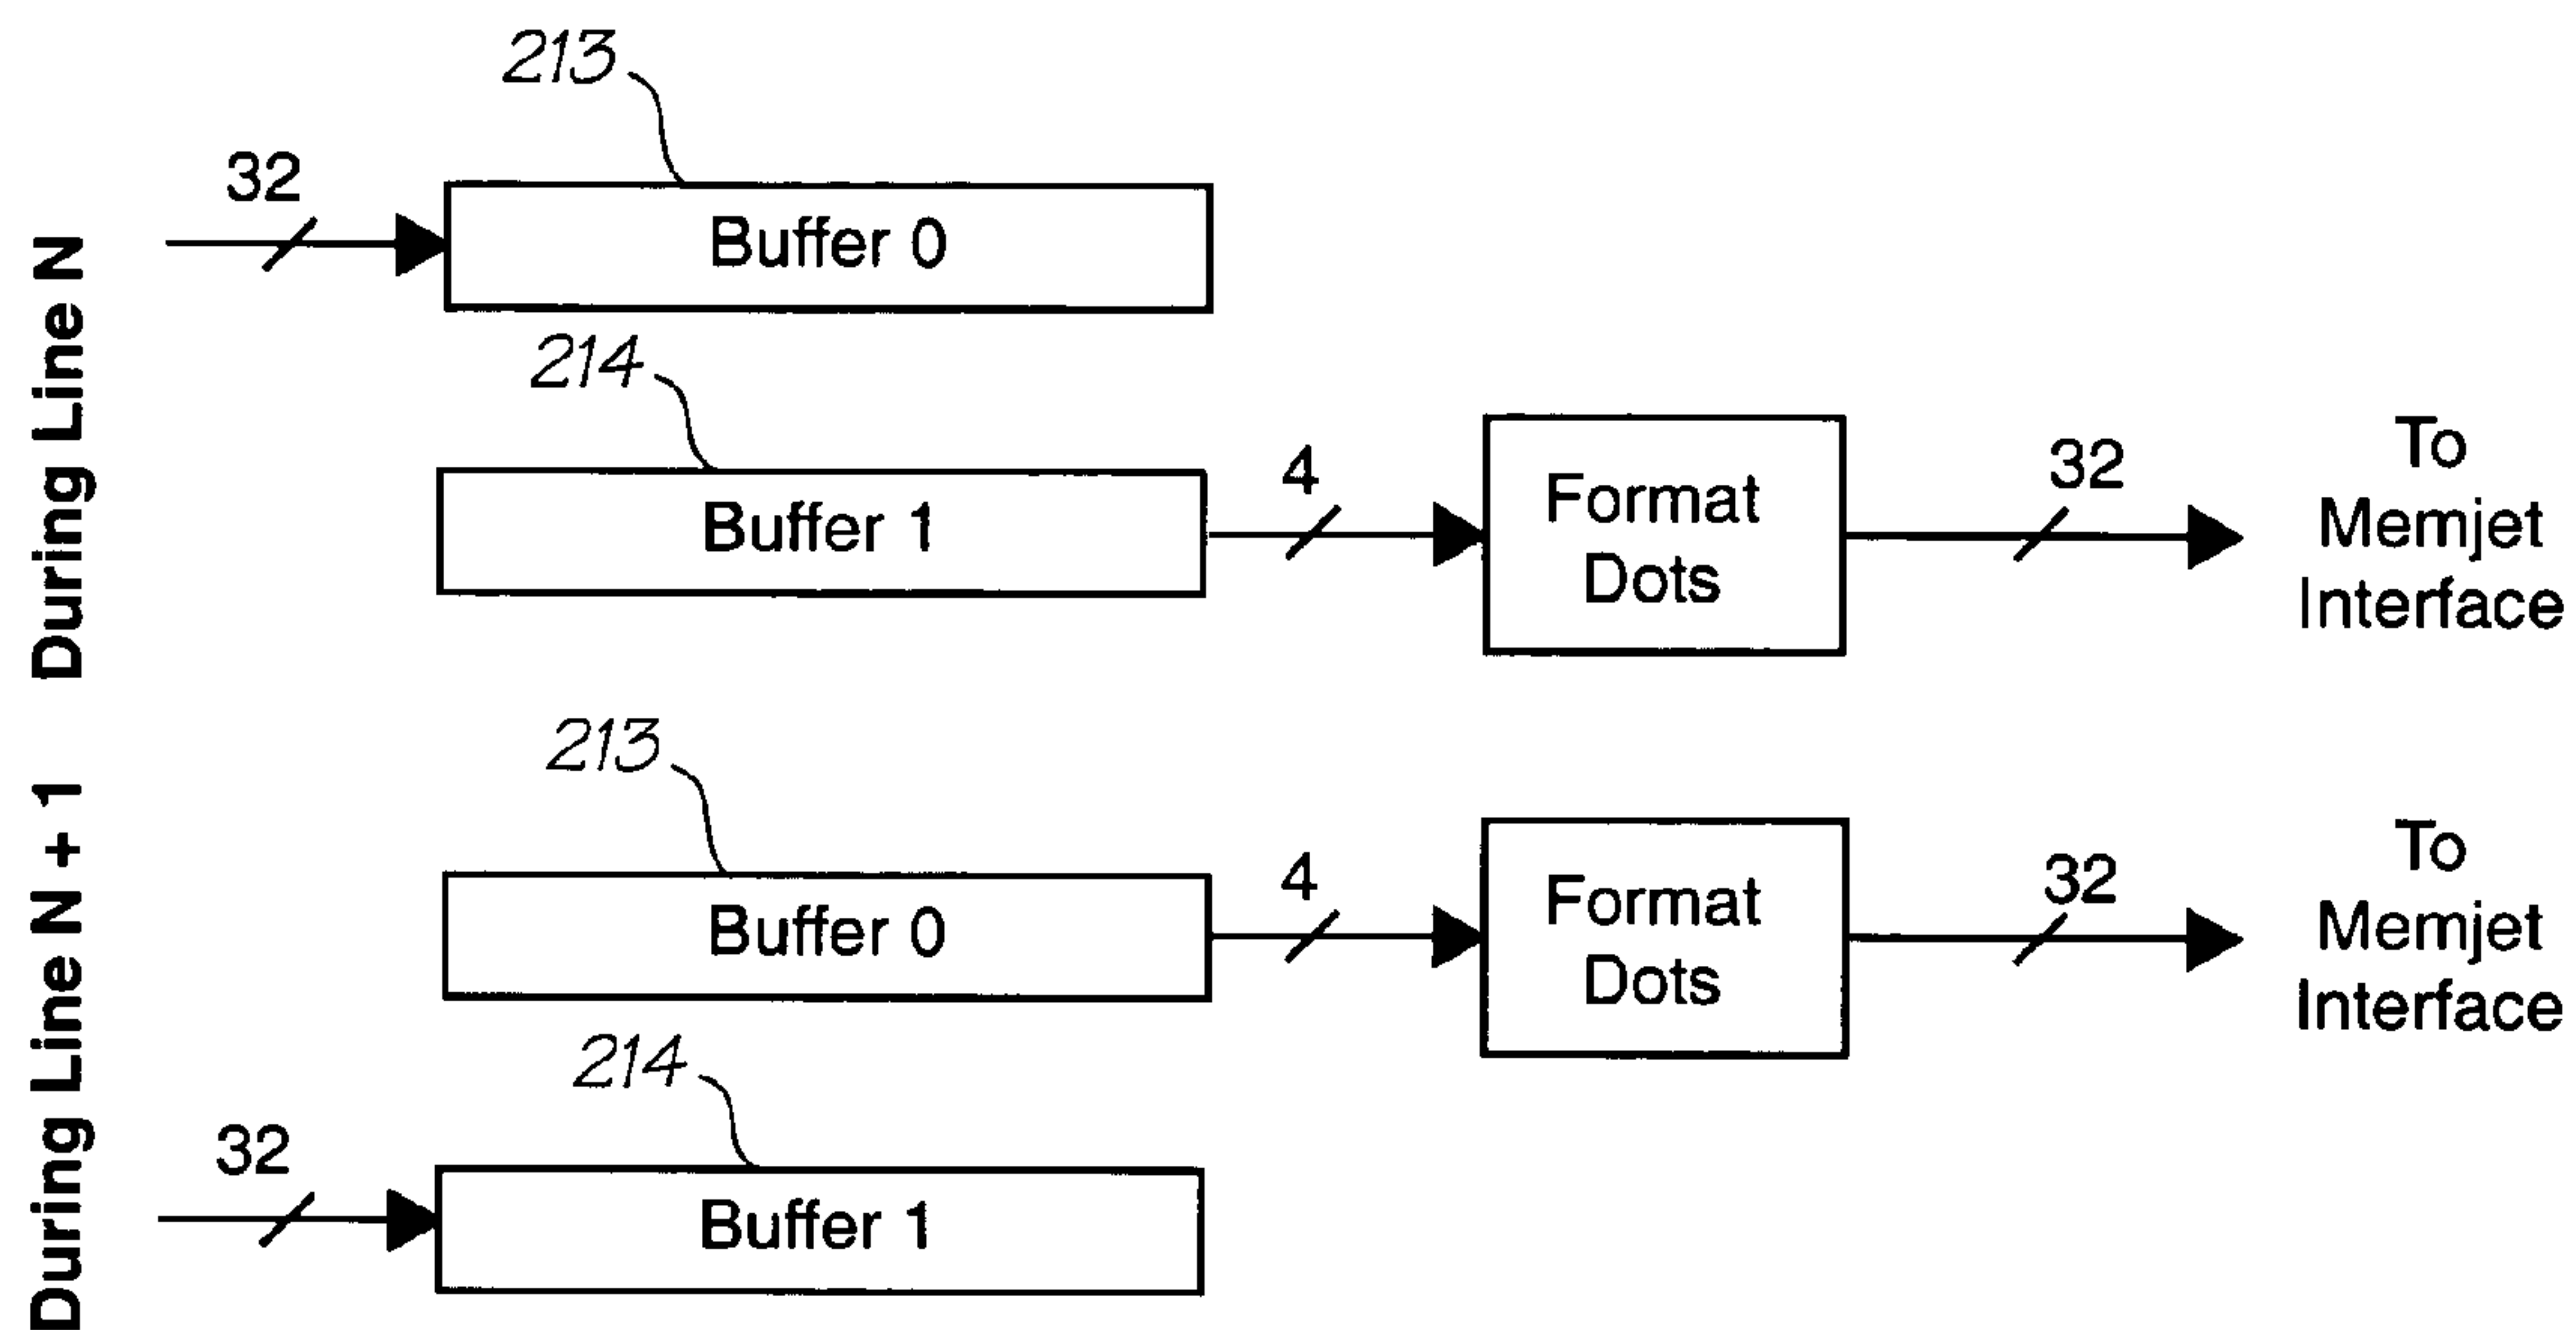 During Line N
213
32
Buffer 0
214
Buffer 1
4
Format
Dots
32
To
Memjet
Interface
During Line N + 1
213
Buffer 0
4
Format
Dots
32
To
Memjet
Interface
214
32
Buffer 1